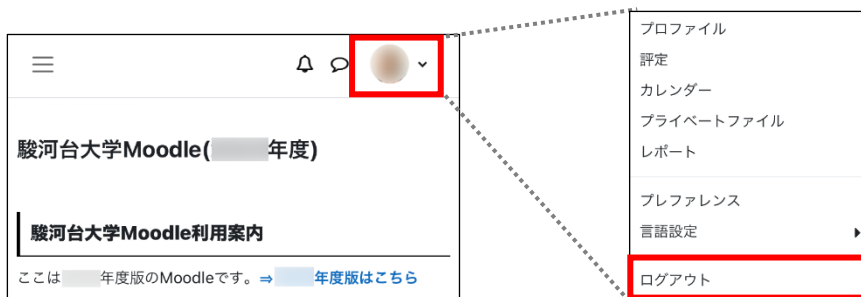 駿河台大学Moodle( 年度)
駿河台大学Moodle利用案内
ここは 年度版のMoodleです。⇒ 年度版はこちら
プロファイル
評定
カレンダー
プライベートファイル
レポート
プレファレンス
言語設定
ログアウト